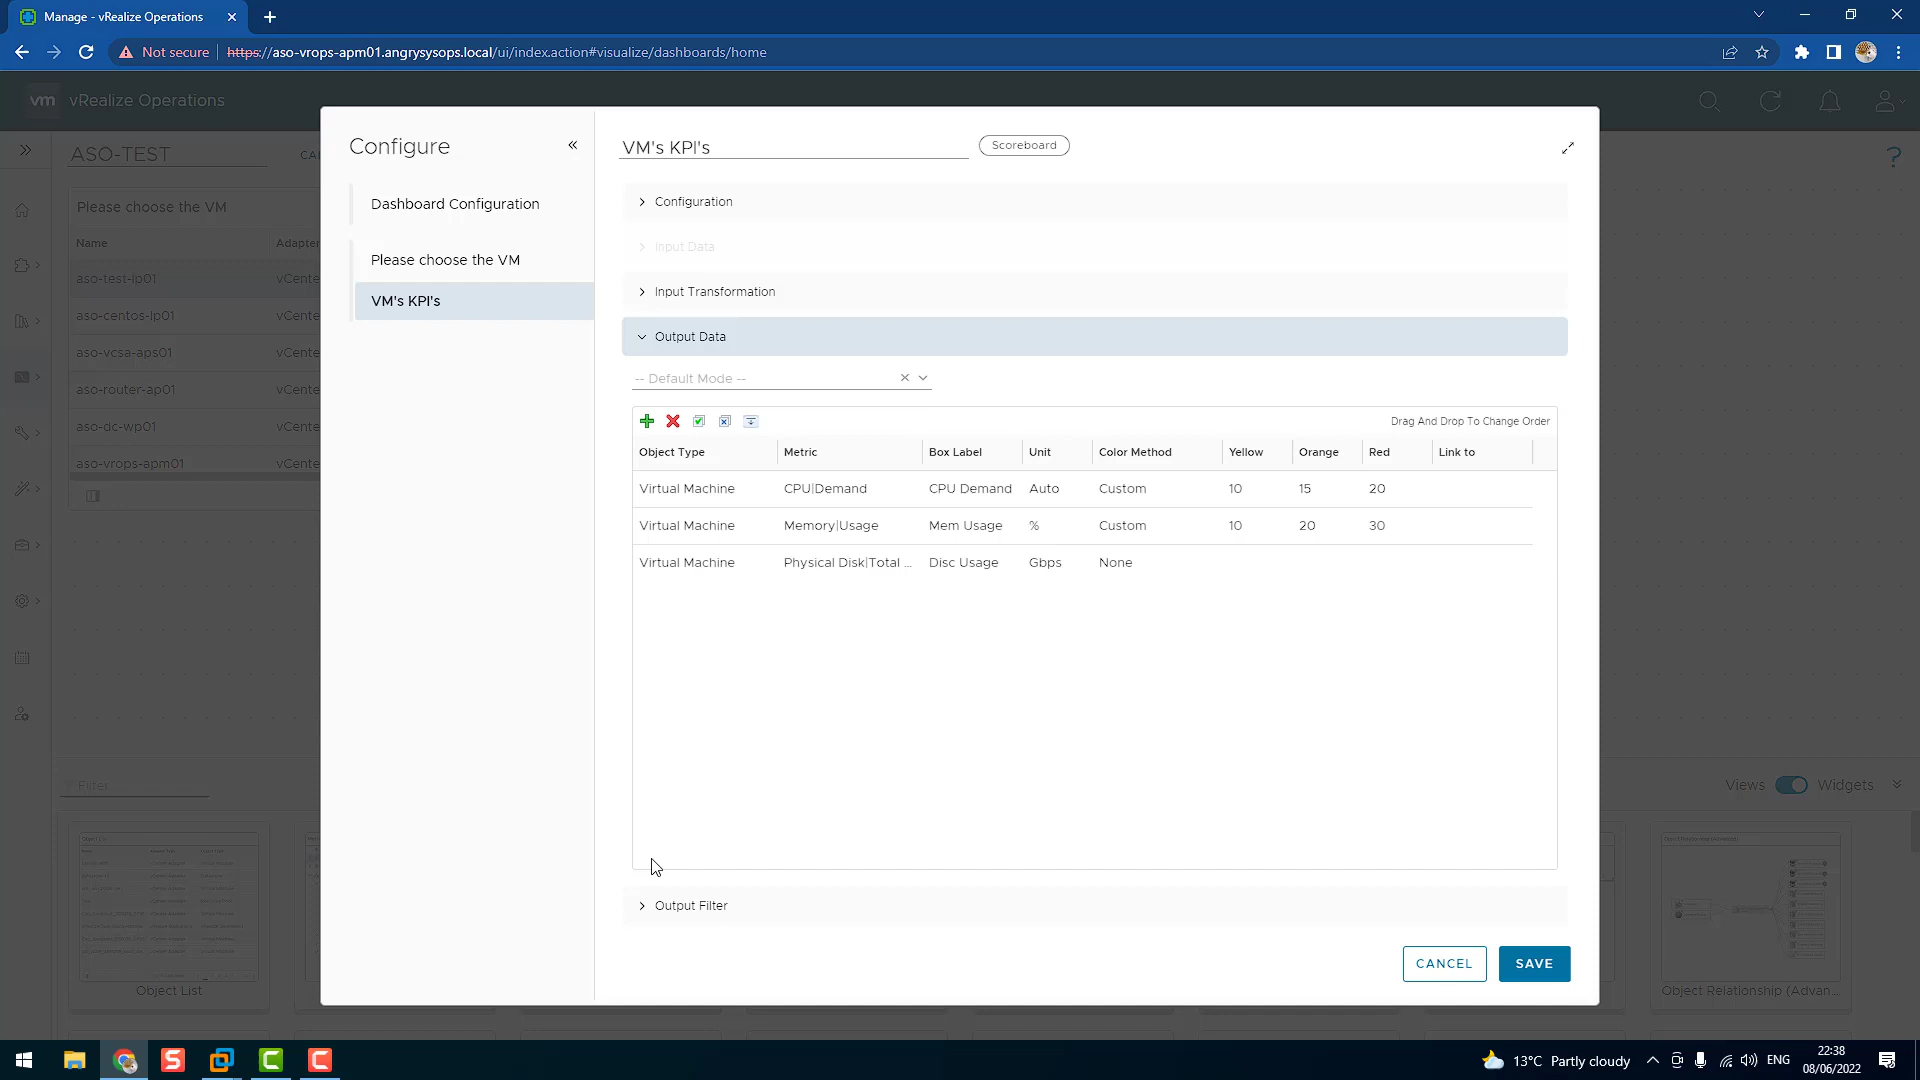 Manage - vRealize Operations
Not secure
https://aso-vrops-apm01.angrysysops.local/ui/index.action#visualize/dashboards/home
vm vRealize Operations
ASO-TEST
Please choose the VM
Name
Adapter
aso-test-lp01 vCente
aso-centos-lp01 vCente
aso-vcsa-aps01 vCente
aso-router-ap01 vCente
aso-dc-wp01 vCente
aso-vrops-apm01 vCente
Configure
Dashboard Configuration
Please choose the VM
VM's KPI's
VM's KPI's
Scoreboard
Configuration
Input Data
Input Transformation
Output Data
-- Default Mode --
Drag And Drop To Change Order
Object Type Metric Box Label Unit Color Method Yellow Orange Red Link to
Virtual Machine CPU|Demand CPU Demand Auto Custom 10 15 20
Virtual Machine Memory|Usage Mem Usage % Custom 10 20 30
Virtual Machine Physical Disk|Total ... Disc Usage Gbps None
Output Filter
CANCEL SAVE
Filter
Views Widgets
Object List
Object Relationship (Advan...
13°C Partly cloudy
ENG
22:38
08/06/2022